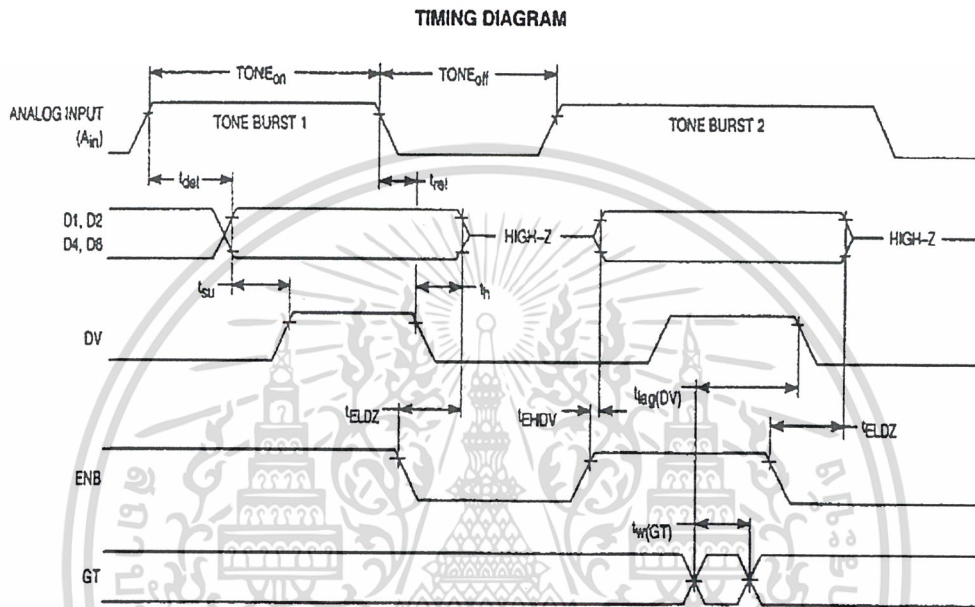 TIMING DIAGRAM
TONEon
TONEoff
ANALOG INPUT
(Ain)
TONE BURST 1
TONE BURST 2
tdet
trel
D1, D2
D4, D8
HIGH–Z
HIGH–Z
tsu
th
DV
tlag(DV)
tELDZ
tEHDV
tELDZ
ENB
tw(GT)
GT